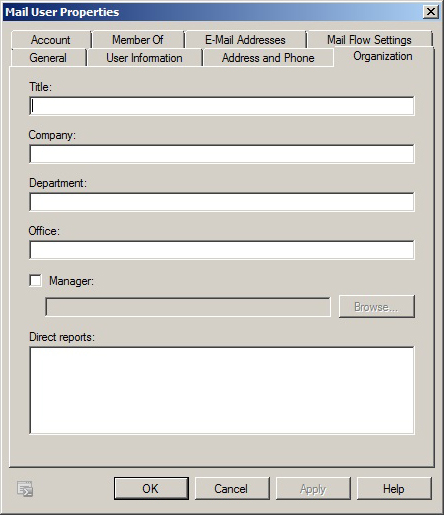 Mail User Properties
Account Member Of E-Mail Addresses Mail Flow Settings
General User Information Address and Phone Organization
Title:
Company:
Department:
Office:
Manager:
Browse...
Direct reports:
OK Cancel Apply Help